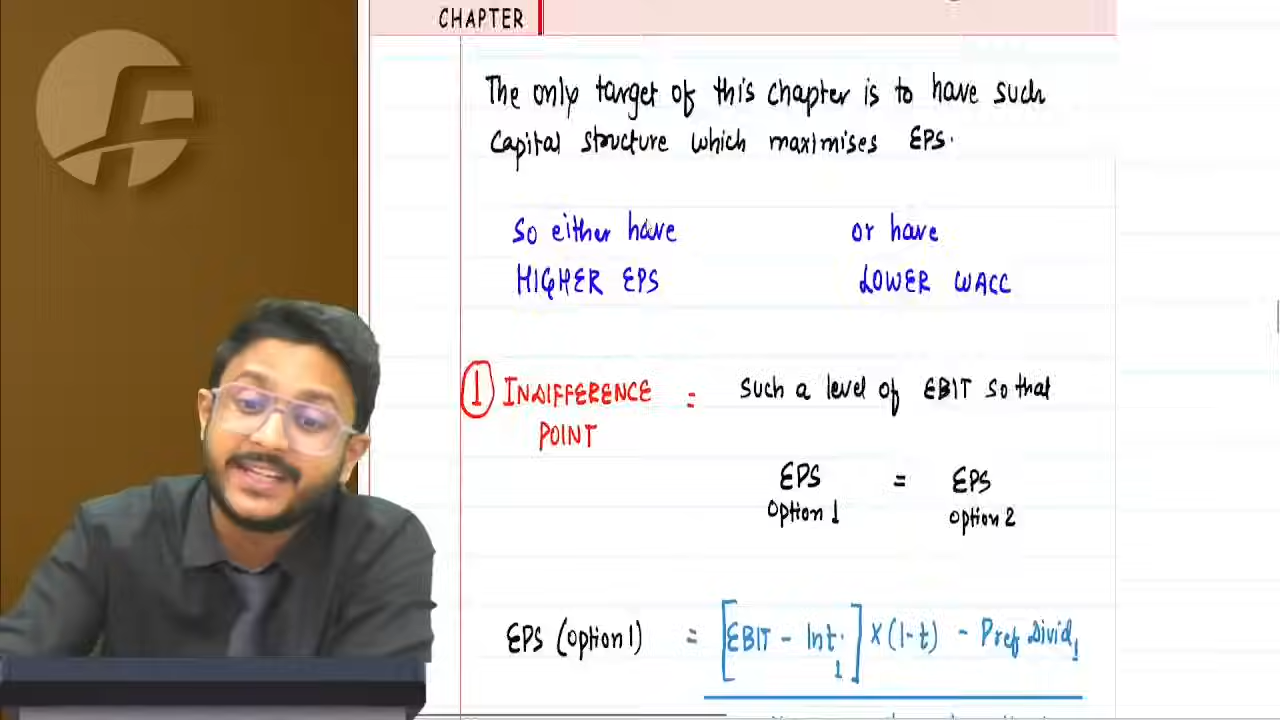 CHAPTER
The only target of this chapter is to have such
capital structure which maximises EPS.
So either have or have
HIGHER EPS LOWER WACC
1 INDIFFERENCE = Such a level of EBIT so that
POINT
EPS = EPS
Option 1 Option 2
EPS (Option 1) = [EBIT - Int.1] X (1-t) - Pref Divid1